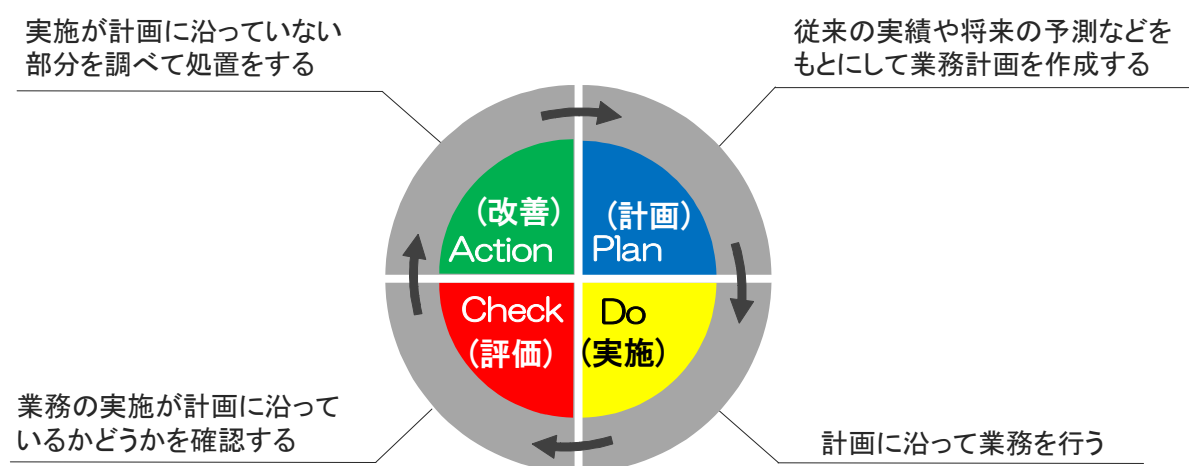 実施が計画に沿っていない
部分を調べて処置をする
従来の実績や将来の予測などを
もとにして業務計画を作成する
(改善)
Action
(計画)
Plan
Check
(評価)
Do
(実施)
業務の実施が計画に沿って
いるかどうかを確認する
計画に沿って業務を行う